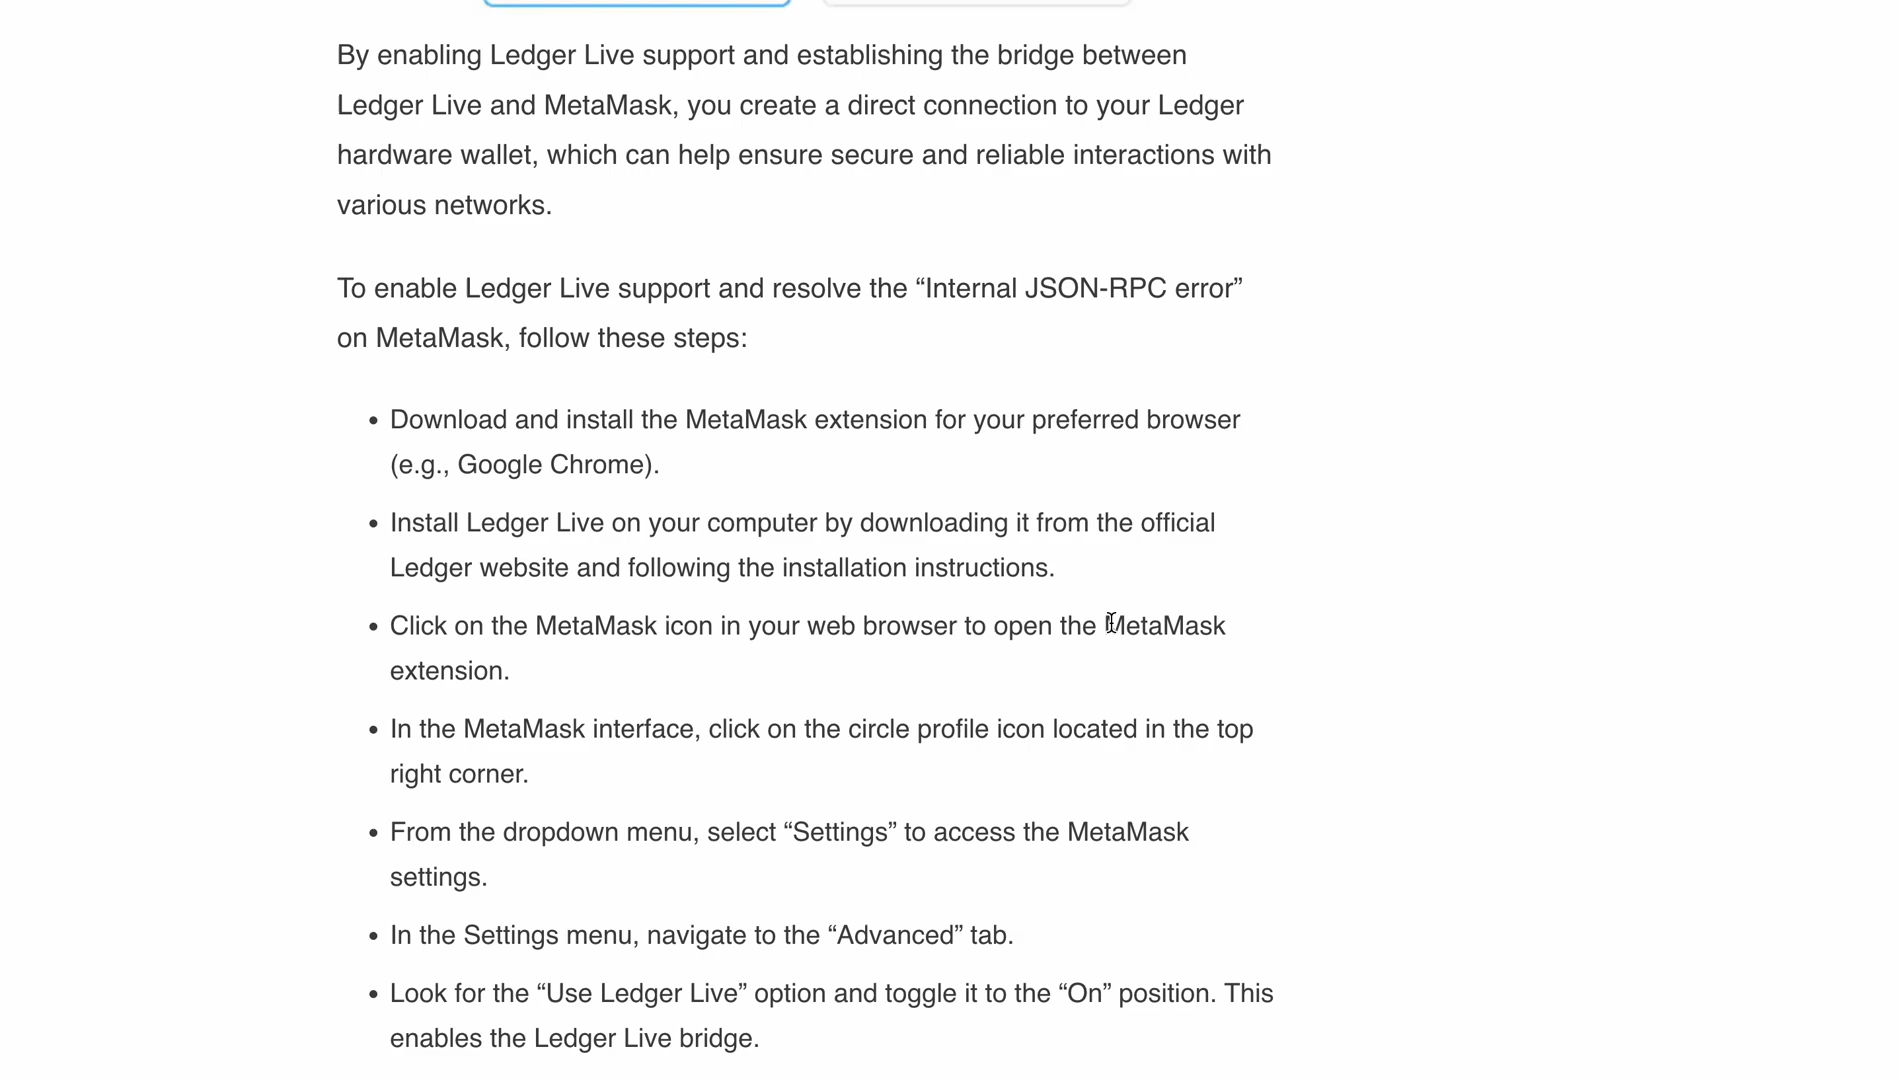 By enabling Ledger Live support and establishing the bridge between
Ledger Live and MetaMask, you create a direct connection to your Ledger
hardware wallet, which can help ensure secure and reliable interactions with
various networks.
To enable Ledger Live support and resolve the “Internal JSON-RPC error”
on MetaMask, follow these steps:
• Download and install the MetaMask extension for your preferred browser
(e.g., Google Chrome).
• Install Ledger Live on your computer by downloading it from the official
Ledger website and following the installation instructions.
• Click on the MetaMask icon in your web browser to open the MetaMask
extension.
• In the MetaMask interface, click on the circle profile icon located in the top
right corner.
• From the dropdown menu, select “Settings” to access the MetaMask
settings.
• In the Settings menu, navigate to the “Advanced” tab.
• Look for the “Use Ledger Live” option and toggle it to the “On” position. This
enables the Ledger Live bridge.